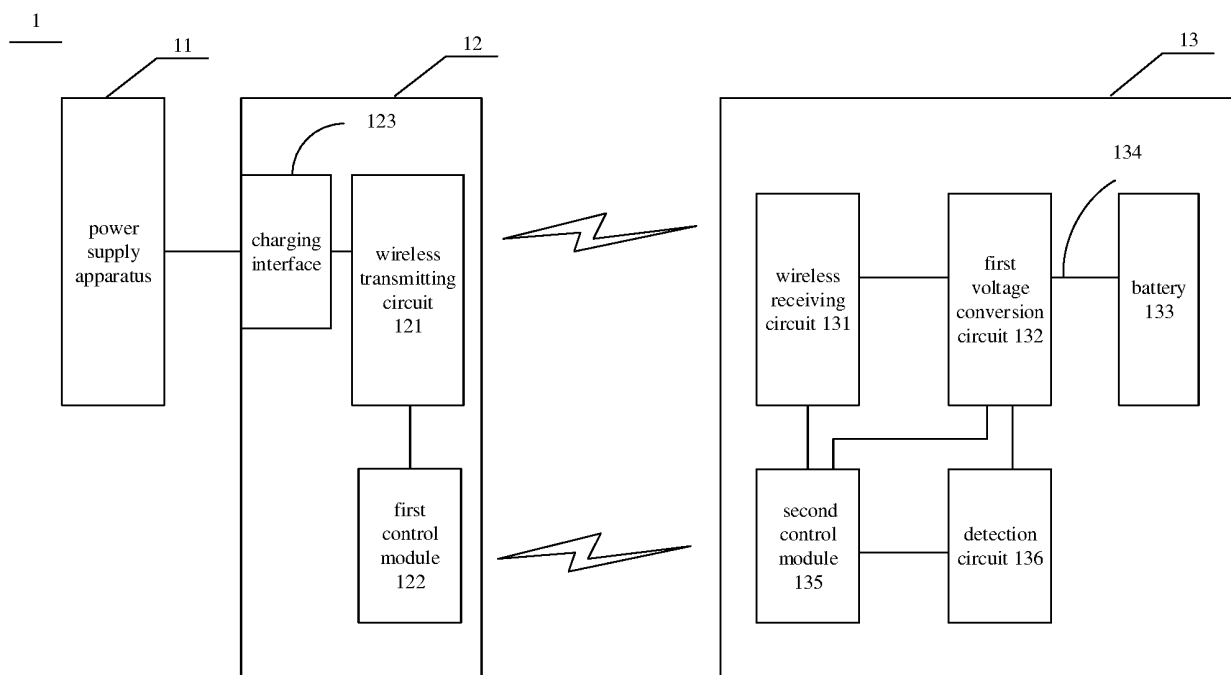 1
11
12
13
123
134
power
supply
apparatus
charging
interface
wireless
transmitting
circuit
121
first
control
module
122
wireless
receiving
circuit 131
first
voltage
conversion
circuit 132
battery
133
second
control
module
135
detection
circuit 136